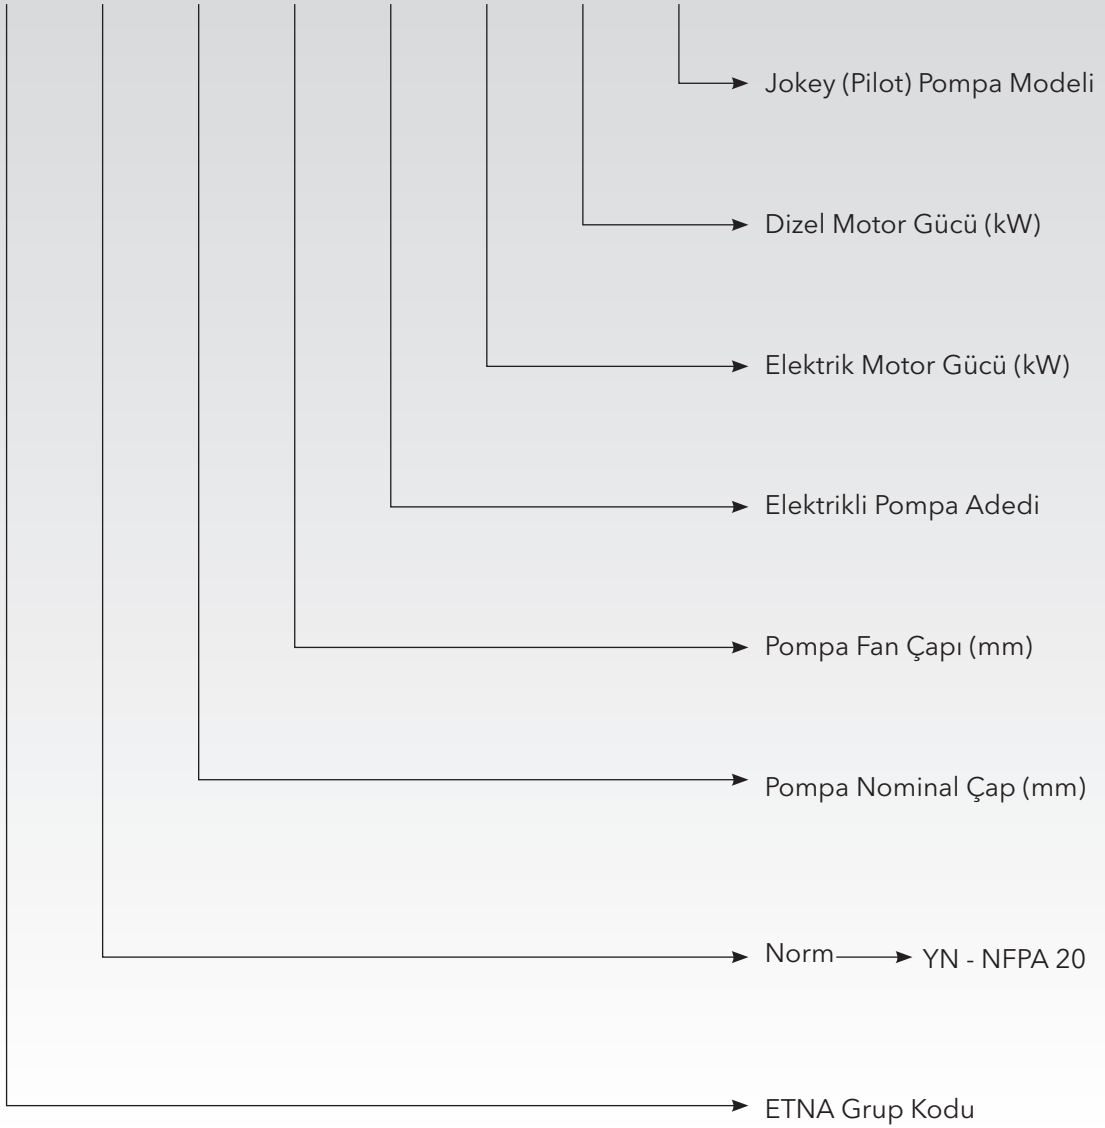 Jokey (Pilot) Pompa Modeli
Dizel Motor Gücü (kW)
Elektrik Motor Gücü (kW)
Elektrikli Pompa Adedi
Pompa Fan Çapı (mm)
Pompa Nominal Çap (mm)
Norm YN - NFPA 20
ETNA Grup Kodu